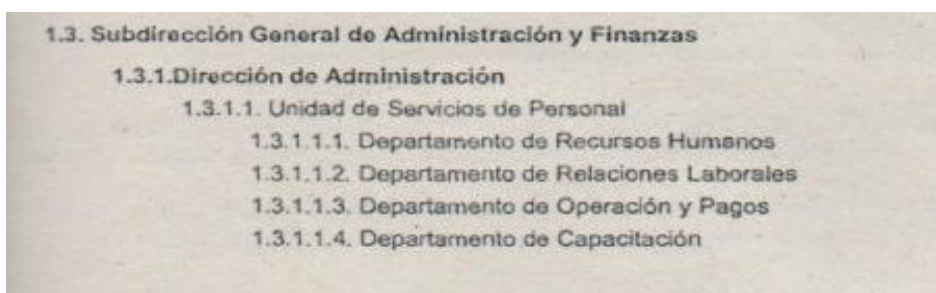 1.3. Subdirección General de Administración y Finanzas
1.3.1.Dirección de Administración
1.3.1.1. Unidad de Servicios de Personal
1.3.1.1.1. Departamento de Recursos Humanos
1.3.1.1.2. Departamento de Relaciones Laborales
1.3.1.1.3. Departamento de Operación y Pagos
1.3.1.1.4. Departamento de Capacitación